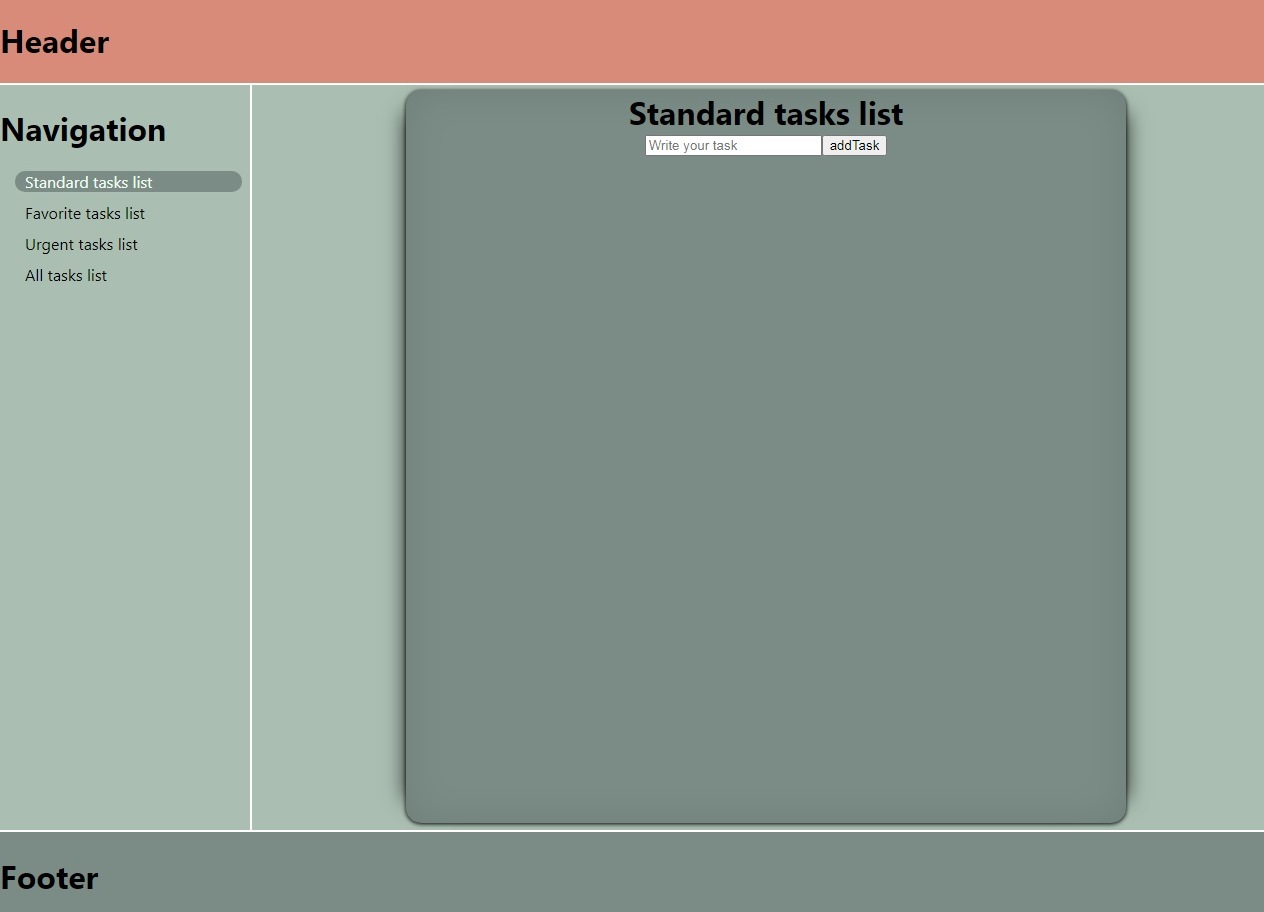 Header
Navigation
Standard tasks list
Favorite tasks list
Urgent tasks list
All tasks list
Standard tasks list
Write your task addTask
Footer